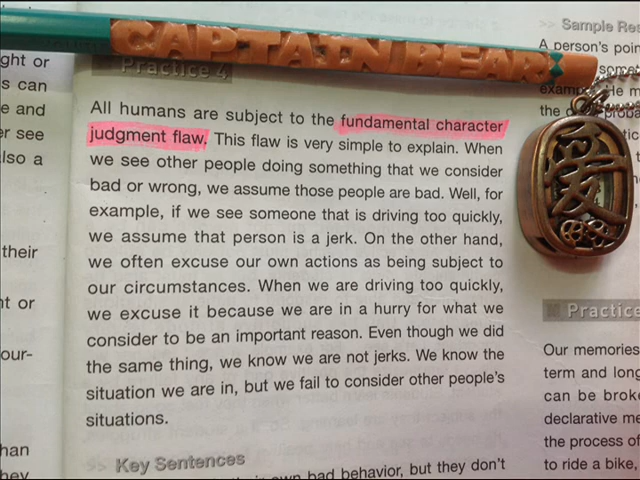 CAPTAIN BEAR
ght or
s can
e and
er see
lso a
their
nt or
our-
han
they
Practice 4
All humans are subject to the fundamental character
judgment flaw. This flaw is very simple to explain. When
we see other people doing something that we consider
bad or wrong, we assume those people are bad. Well, for
example, if we see someone that is driving too quickly,
we assume that person is a jerk. On the other hand,
we often excuse our own actions as being subject to
our circumstances. When we are driving too quickly,
we excuse it because we are in a hurry for what we
consider to be an important reason. Even though we did
the same thing, we know we are not jerks. We know the
situation we are in, but we fail to consider other people's
situations.
>> Key Sentences
own bad behavior, but they don't
>> Sample Res
A person's poin
He m
the
愛
Practice
Our memories
term and long
can be broke
declarative me
the process of
to ride a bike,